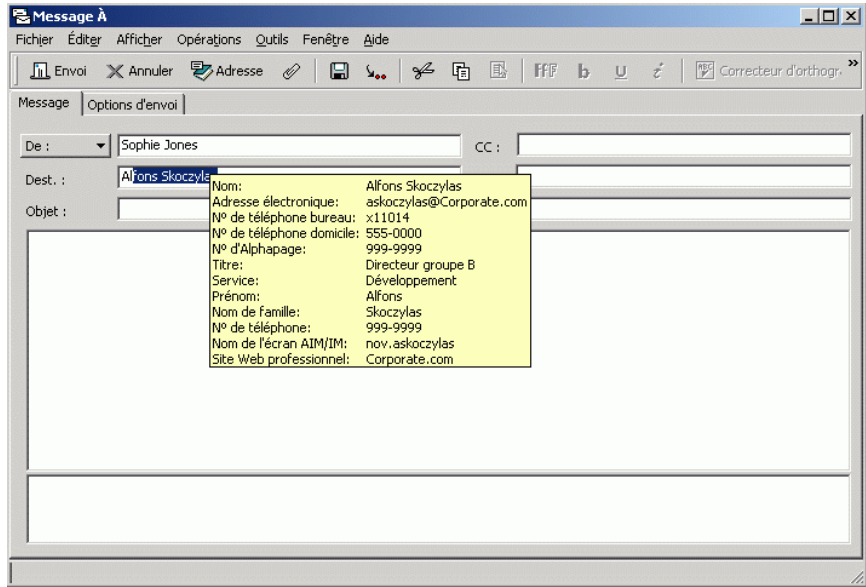 Message À
Fichier Éditer Afficher Opérations Outils Fenêtre Aide
Envoi Annuler Adresse FfF b u i ABC Correcteur d'orthogr. »
Message Options d'envoi
De : Sophie Jones CC :
Dest. : Alfons Skoczyla
Objet :
Nom: Alfons Skoczylas
Adresse électronique: askoczylas@Corporate.com
Nº de téléphone bureau: x11014
Nº de téléphone domicile: 555-0000
Nº d'Alphapage: 999-9999
Titre: Directeur groupe B
Service: Développement
Prénom: Alfons
Nom de famille: Skoczylas
Nº de téléphone: 999-9999
Nom de l'écran AIM/IM: nov.askoczylas
Site Web professionnel: Corporate.com